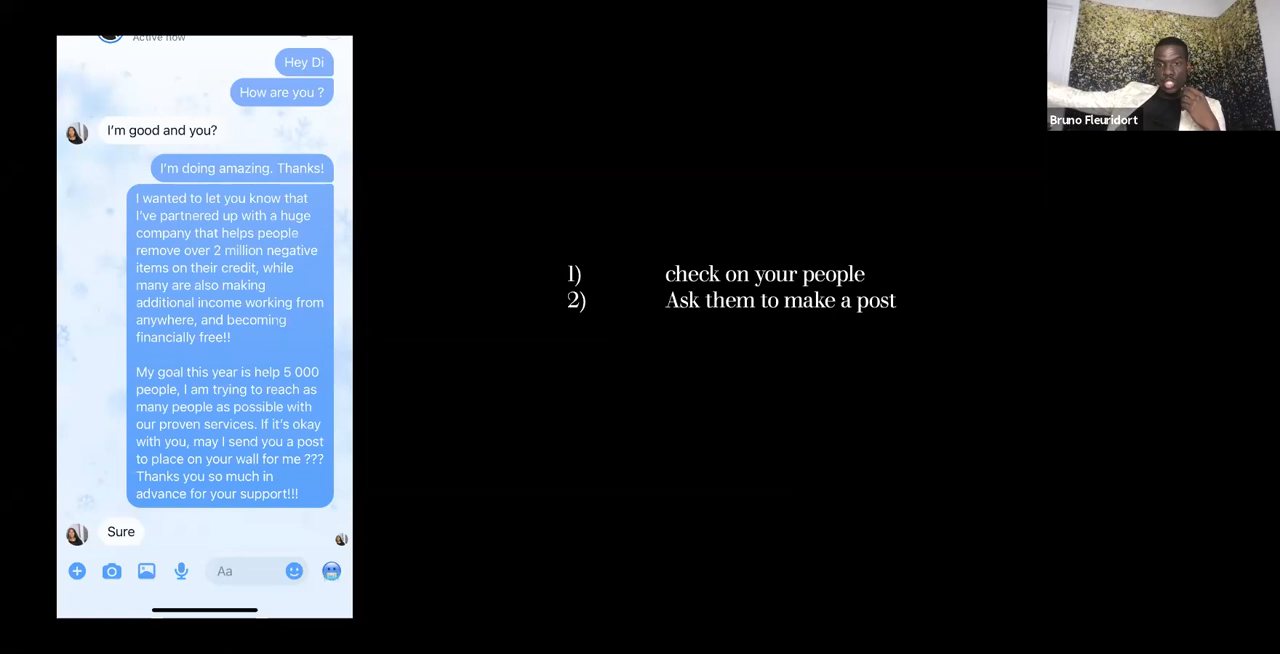 Active now
Hey Di
How are you ?
I'm good and you?
I'm doing amazing. Thanks!
I wanted to let you know that
I've partnered up with a huge
company that helps people
remove over 2 million negative
items on their credit, while
many are also making
additional income working from
anywhere, and becoming
financially free!!
My goal this year is help 5 000
people, I am trying to reach as
many people as possible with
our proven services. If it's okay
with you, may I send you a post
to place on your wall for me ???
Thanks you so much in
advance for your support!!!
Sure
Aa
1) check on your people
2) Ask them to make a post
Bruno Fleuridort